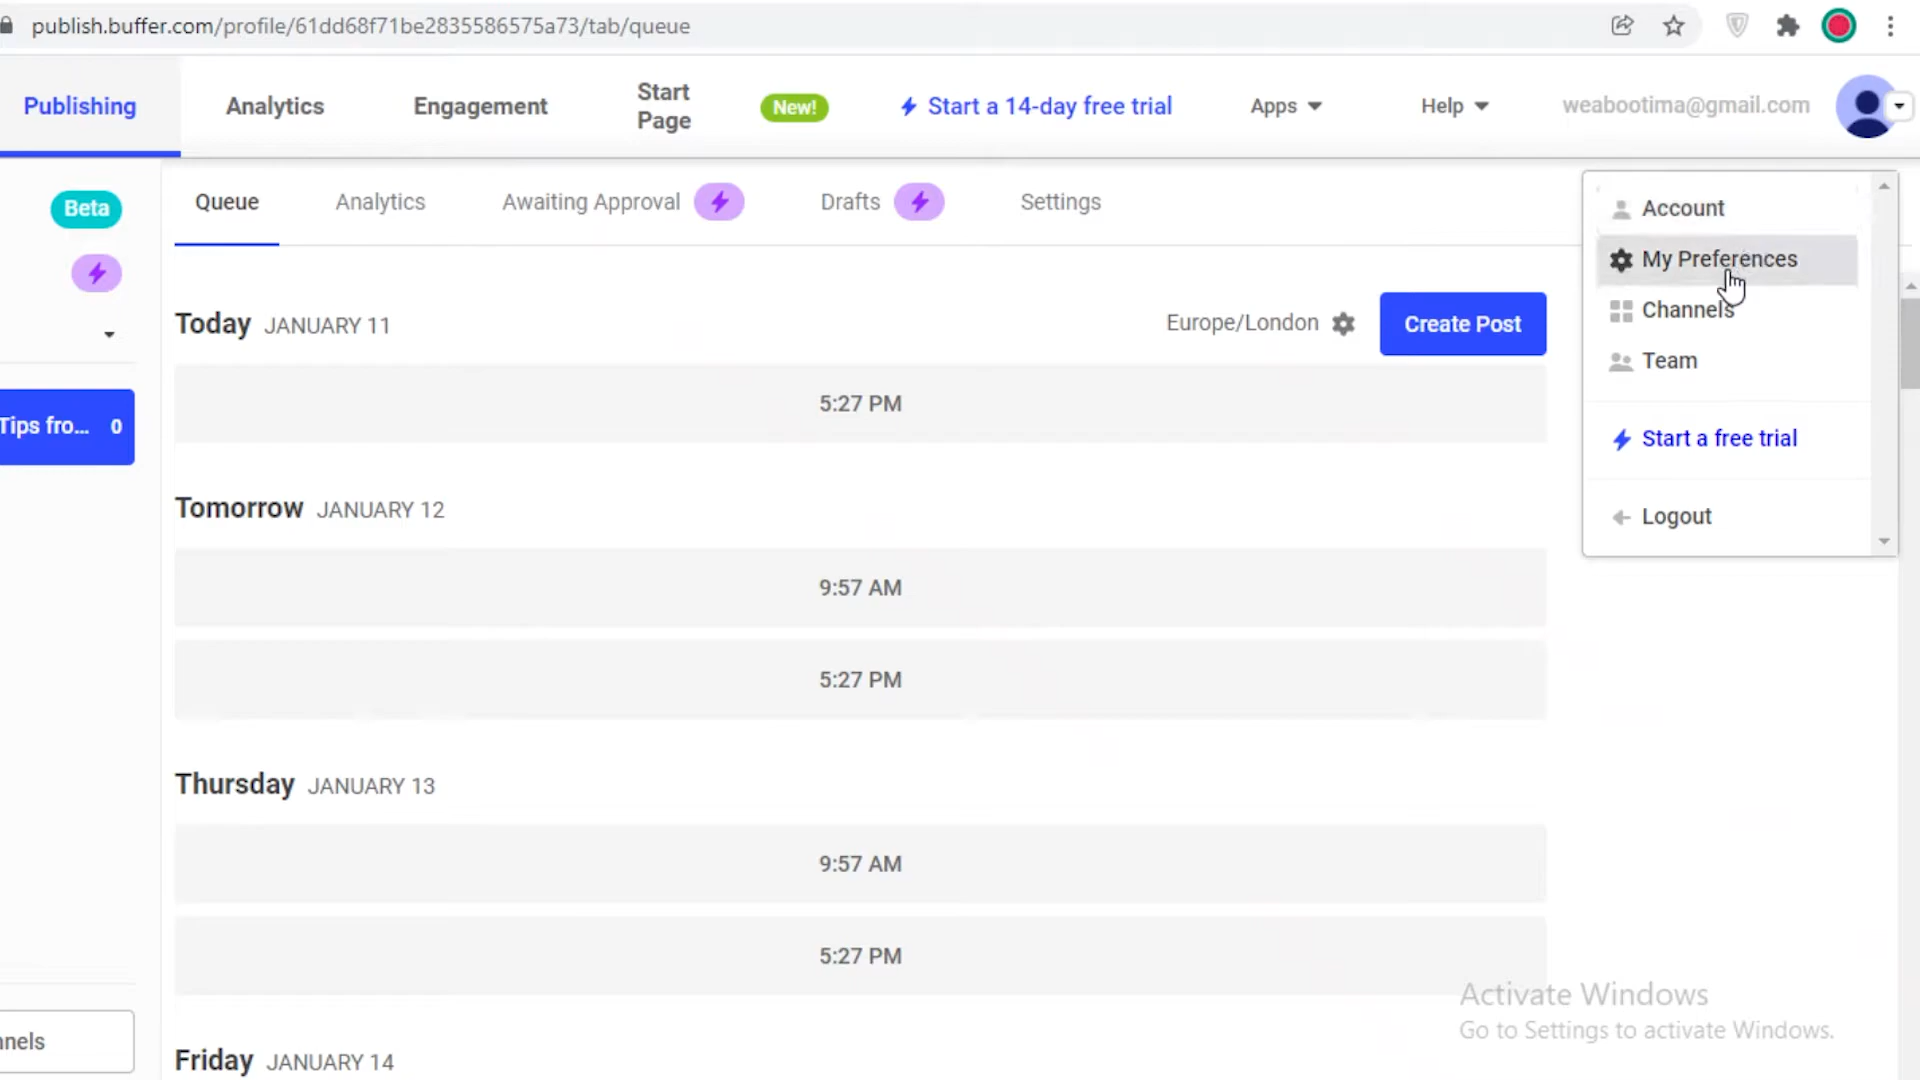 publish.buffer.com/profile/61dd68f71be2835586575a73/tab/queue
Publishing
Analytics
Engagement
Start
Page
New!
Start a 14-day free trial
Apps
Help
weabootima@gmail.com
Beta
Queue
Analytics
Awaiting Approval
Drafts
Settings
Account
My Preferences
Channels
Team
Start a free trial
Logout
Today JANUARY 11
Europe/London
Create Post
5:27 PM
Tips fro... 0
Tomorrow JANUARY 12
9:57 AM
5:27 PM
Thursday JANUARY 13
9:57 AM
5:27 PM
nnels
Friday JANUARY 14
Activate Windows
Go to Settings to activate Windows.